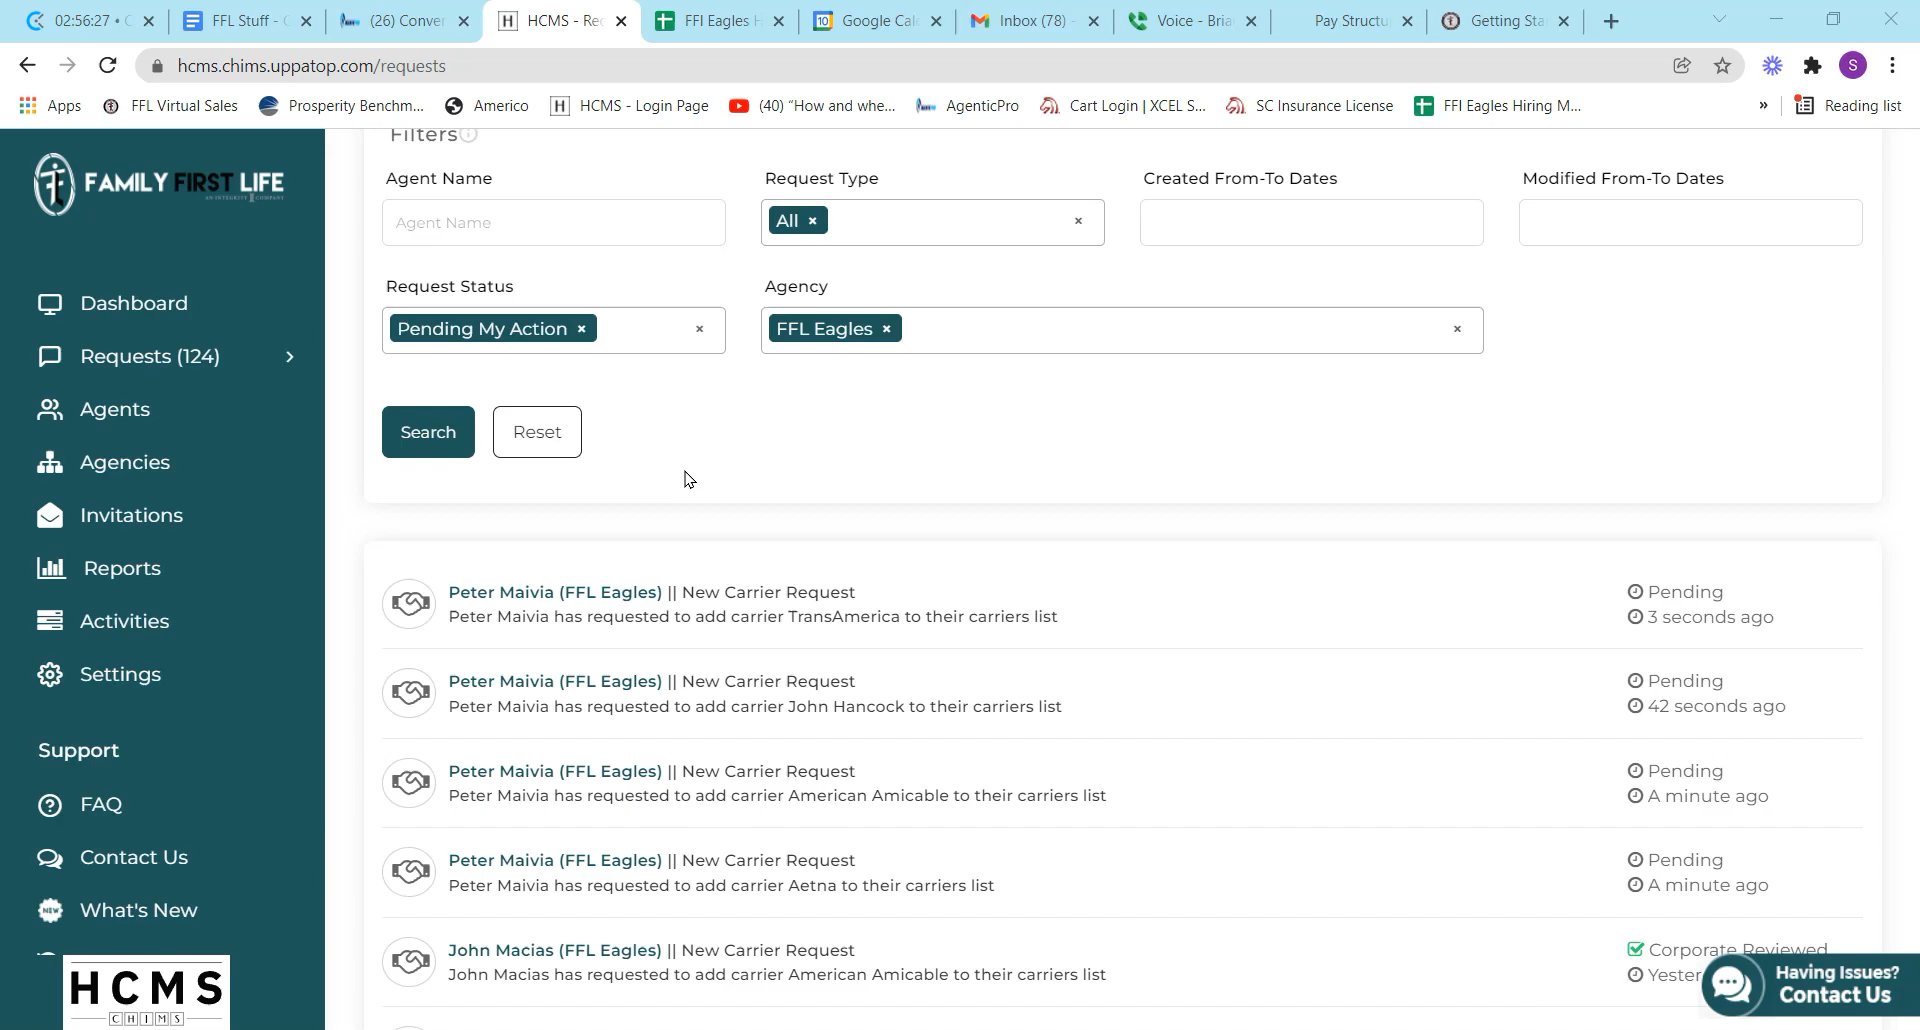 02:56:27 •
FFL Stuff -
(26) Conver
HCMS - Re
FFI Eagles H
10
Google Cal
Inbox (78) -
Voice - Bria
Pay Structu
Getting Sta
hcms.chims.uppatop.com/requests
S
Apps
FFL Virtual Sales
Prosperity Benchm...
Americo
H
HCMS - Login Page
(40) “How and whe...
AgenticPro
Cart Login | XCEL S...
SC Insurance License
FFI Eagles Hiring M...
»
Reading list
FAMILY FIRST LIFE
AN INTEGRITY COMPANY
Dashboard
Requests (124)
Agents
Agencies
Invitations
Reports
Activities
Settings
Support
FAQ
Contact Us
NEW
What's New
HCMS
CHIMS
Filters
Agent Name
Request Type
Created From-To Dates
Modified From-To Dates
Agent Name
All ×
×
Request Status
Agency
Pending My Action ×
×
FFL Eagles ×
×
Search
Reset
Peter Maivia (FFL Eagles) || New Carrier Request
Pending
Peter Maivia has requested to add carrier TransAmerica to their carriers list
3 seconds ago
Peter Maivia (FFL Eagles) || New Carrier Request
Pending
Peter Maivia has requested to add carrier John Hancock to their carriers list
42 seconds ago
Peter Maivia (FFL Eagles) || New Carrier Request
Pending
Peter Maivia has requested to add carrier American Amicable to their carriers list
A minute ago
Peter Maivia (FFL Eagles) || New Carrier Request
Pending
Peter Maivia has requested to add carrier Aetna to their carriers list
A minute ago
John Macias (FFL Eagles) || New Carrier Request
Corporate Reviewed
John Macias has requested to add carrier American Amicable to their carriers list
Yester
Having Issues?
Contact Us